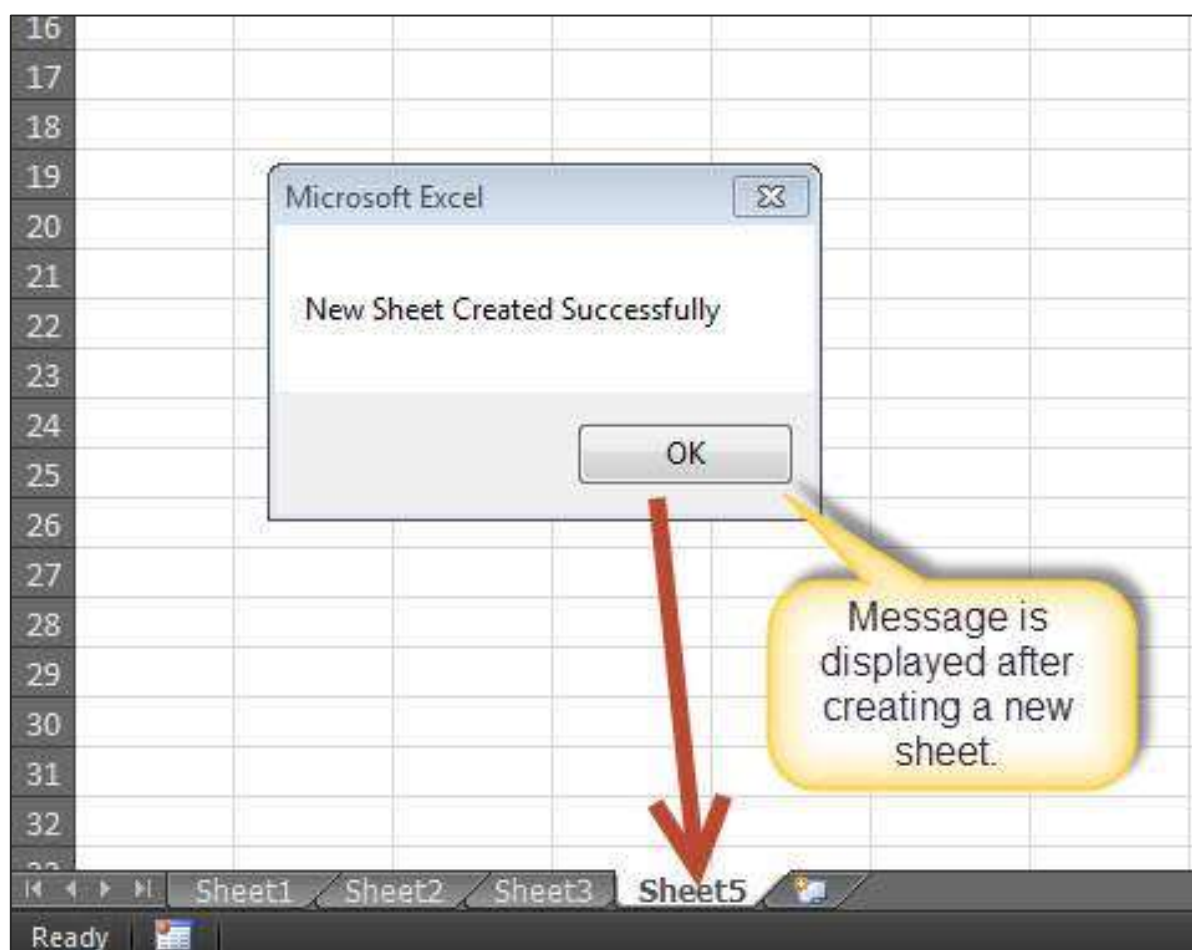 16
17
18
19
20
21
22
23
24
25
26
27
28
29
30
31
32
Microsoft Excel
New Sheet Created Successfully
OK
Message is
displayed after
creating a new
sheet.
Sheet1 Sheet2 Sheet3 Sheet5
Ready